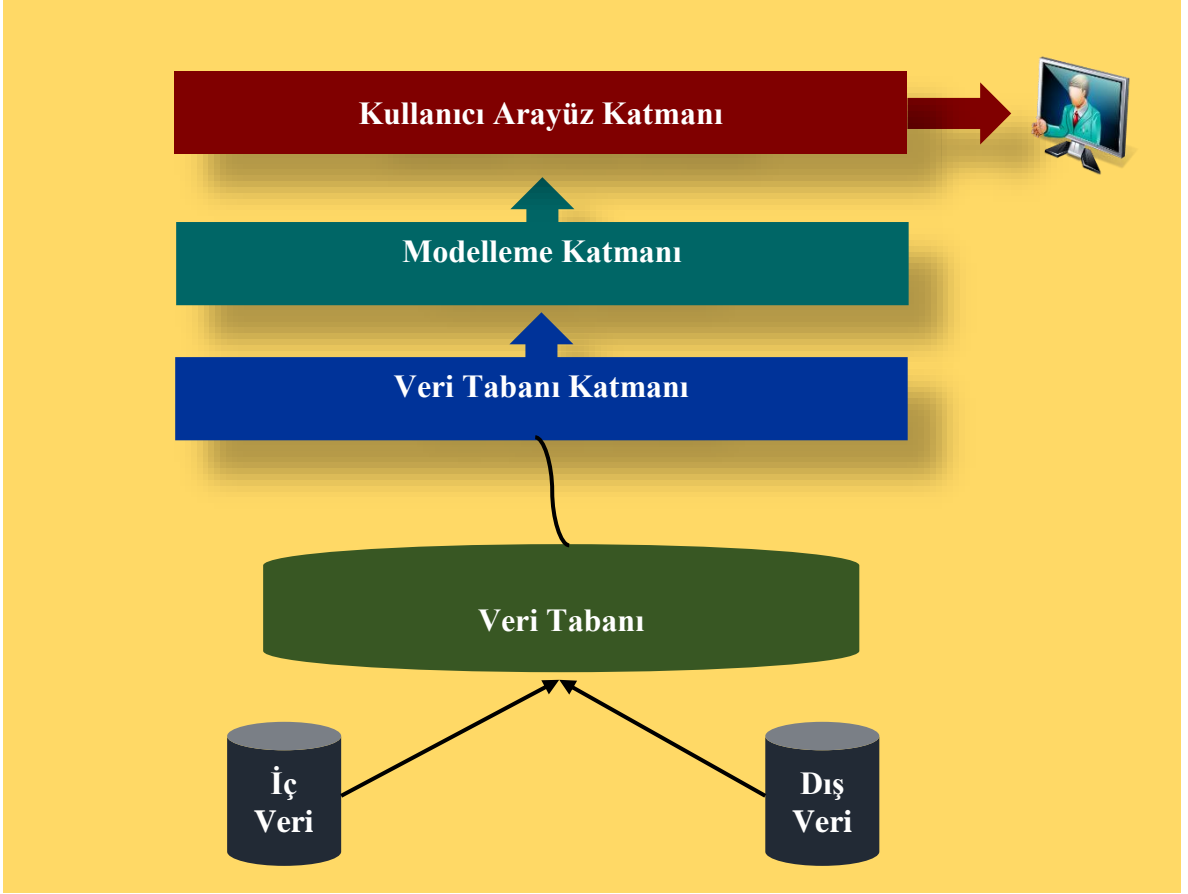 Kullanıcı Arayüz Katmanı
Modelleme Katmanı
Veri Tabanı Katmanı
Veri Tabanı
İç
Veri
Dış
Veri